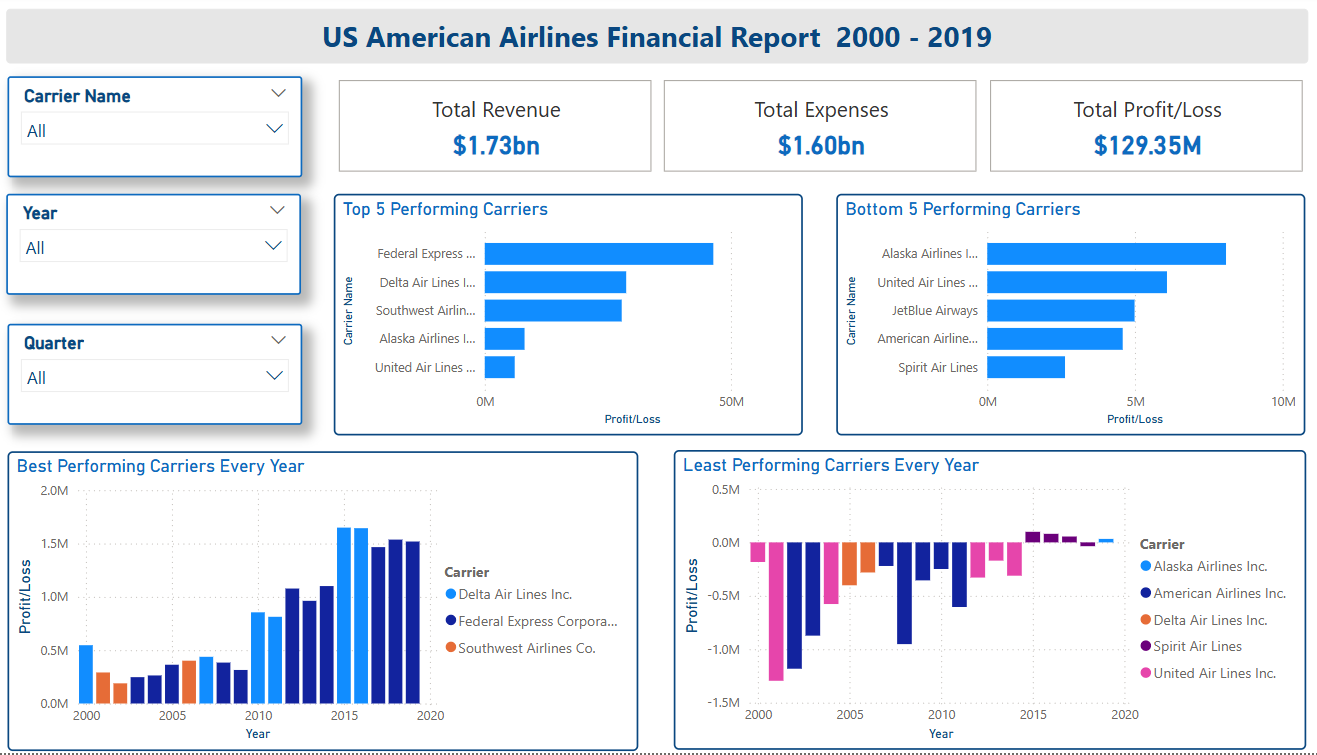 US American Airlines Financial Report 2000 - 2019
Carrier Name
All
Year
All
Quarter
All
Total Revenue
$1.73bn
Total Expenses
$1.60bn
Total Profit/Loss
$129.35M
Top 5 Performing Carriers
Carrier Name
Federal Express ...
Delta Air Lines I...
Southwest Airlin...
Alaska Airlines I...
United Air Lines ...
0M
50M
Profit/Loss
Bottom 5 Performing Carriers
Carrier Name
Alaska Airlines I...
United Air Lines ...
JetBlue Airways
American Airline...
Spirit Air Lines
0M
5M
10M
Profit/Loss
Best Performing Carriers Every Year
Profit/Loss
2.0M
1.5M
1.0M
0.5M
0.0M
2000
2005
2010
2015
2020
Year
Carrier
Delta Air Lines Inc.
Federal Express Corpora...
Southwest Airlines Co.
Least Performing Carriers Every Year
Profit/Loss
0.5M
0.0M
-0.5M
-1.0M
-1.5M
2000
2005
2010
2015
2020
Year
Carrier
Alaska Airlines Inc.
American Airlines Inc.
Delta Air Lines Inc.
Spirit Air Lines
United Air Lines Inc.